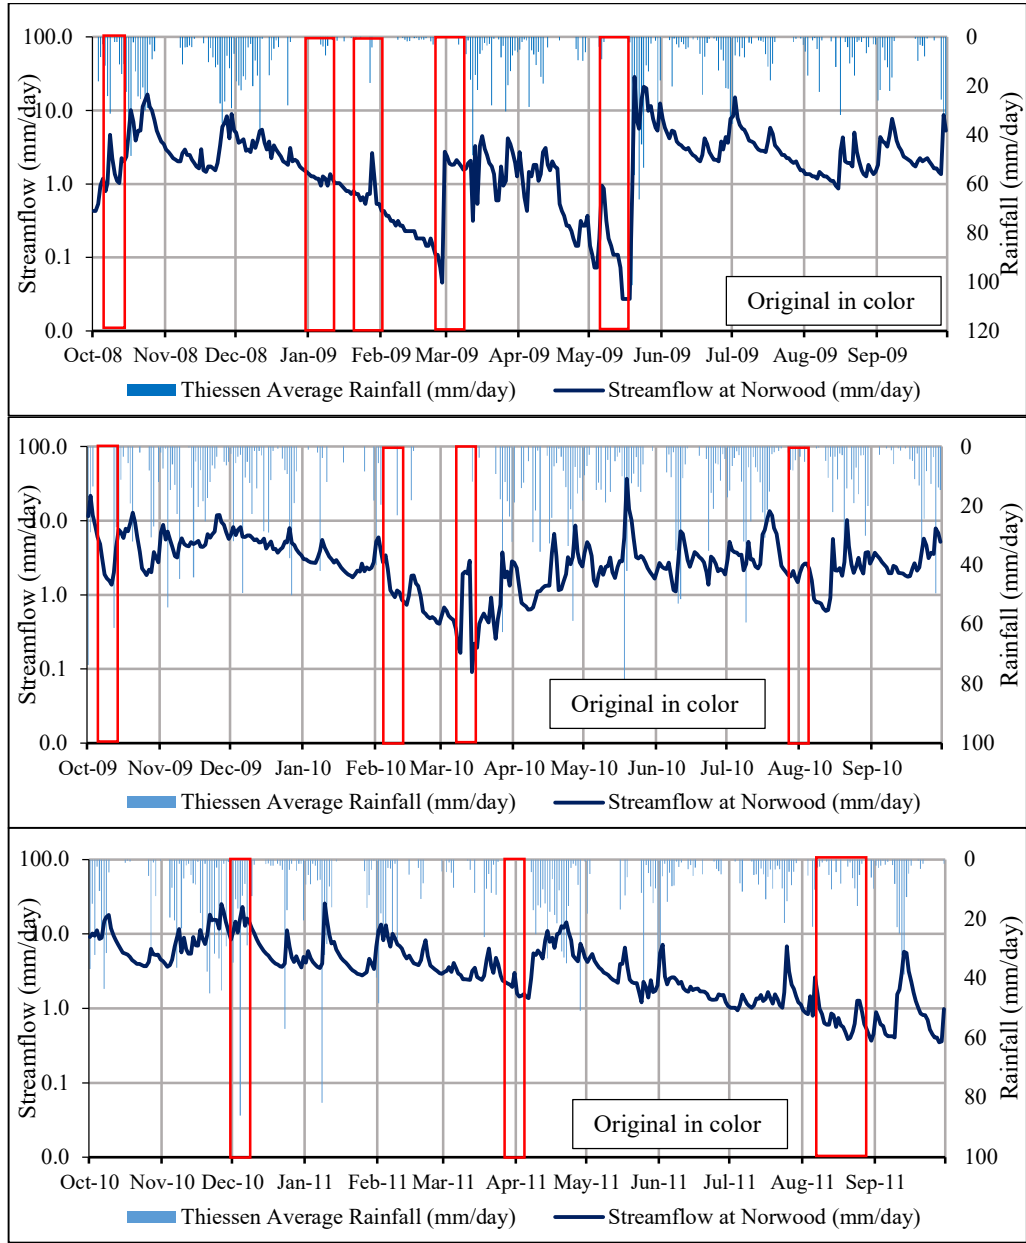 Streamflow (mm/day)
100.0
10.0
1.0
0.1
0.0
0
20
40
60
80
100
120
Rainfall (mm/day)
Original in color
Oct-08 Nov-08 Dec-08 Jan-09 Feb-09 Mar-09 Apr-09 May-09 Jun-09 Jul-09 Aug-09 Sep-09
Thiessen Average Rainfall (mm/day) Streamflow at Norwood (mm/day)
Streamflow (mm/day)
100.0
10.0
1.0
0.1
0.0
0
20
40
60
80
100
Rainfall (mm/day)
Original in color
Oct-09 Nov-09 Dec-09 Jan-10 Feb-10 Mar-10 Apr-10 May-10 Jun-10 Jul-10 Aug-10 Sep-10
Thiessen Average Rainfall (mm/day) Streamflow at Norwood (mm/day)
Streamflow (mm/day)
100.0
10.0
1.0
0.1
0.0
0
20
40
60
80
100
Rainfall (mm/day)
Original in color
Oct-10 Nov-10 Dec-10 Jan-11 Feb-11 Mar-11 Apr-11 May-11 Jun-11 Jul-11 Aug-11 Sep-11
Thiessen Average Rainfall (mm/day) Streamflow at Norwood (mm/day)